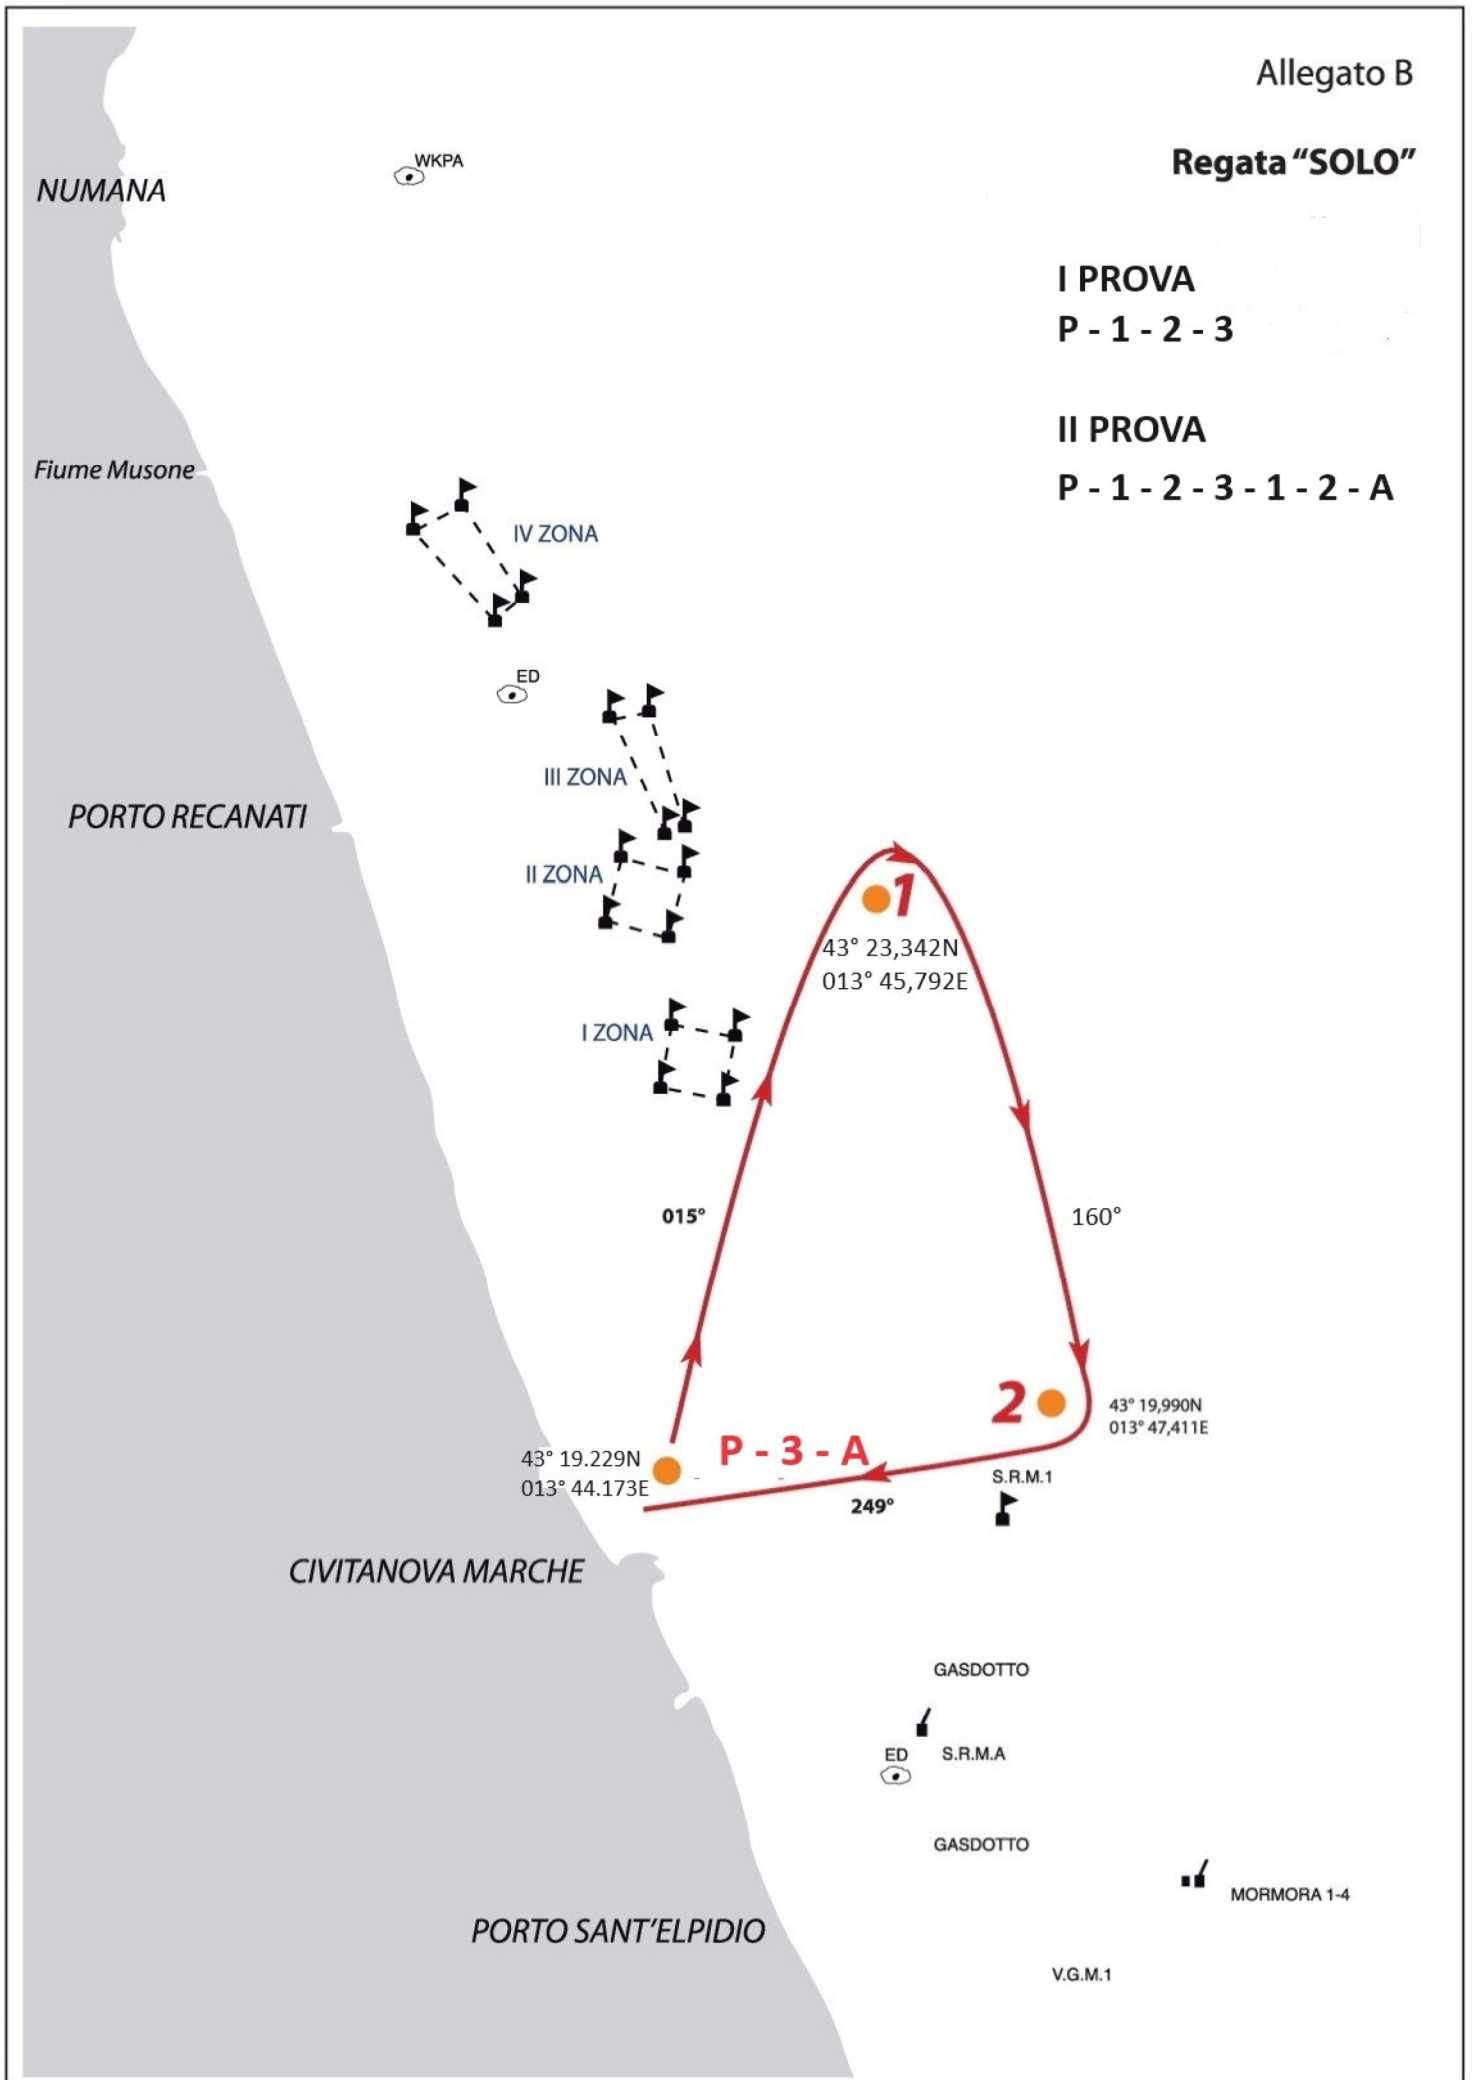 Allegato B
WKPA
Regata “SOLO”
NUMANA
I PROVA
P - 1 - 2 - 3
II PROVA
Fiume Musone
P - 1 - 2 - 3 - 1 - 2 - A
IV ZONA
ED
III ZONA
PORTO RECANATI
II ZONA
1
43° 23,342N
013° 45,792E
I ZONA
015°
160°
2
43° 19,990N
013° 47,411E
P - 3 - A
43° 19.229N
013° 44.173E
S.R.M.1
249°
CIVITANOVA MARCHE
GASDOTTO
ED
S.R.M.A
GASDOTTO
MORMORA 1-4
PORTO SANT’ELPIDIO
V.G.M.1